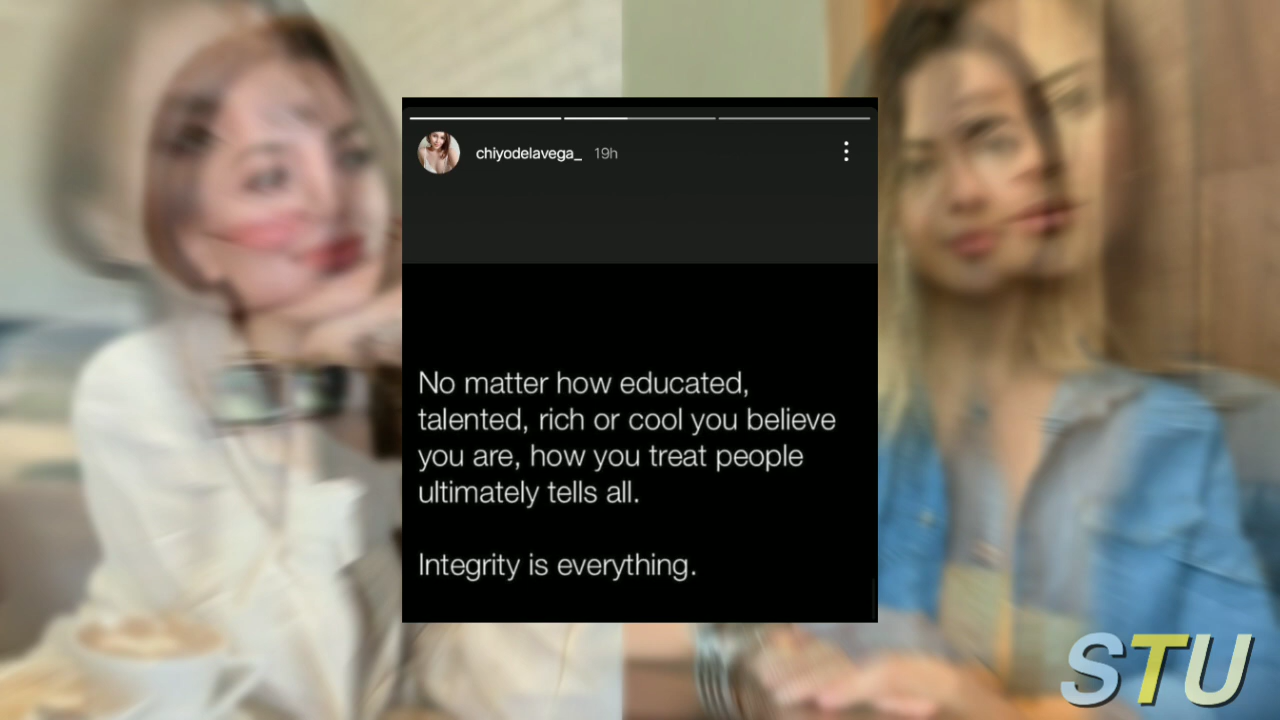 chiyodelavega_ 19h
No matter how educated,
talented, rich or cool you believe
you are, how you treat people
ultimately tells all.
Integrity is everything.
STU